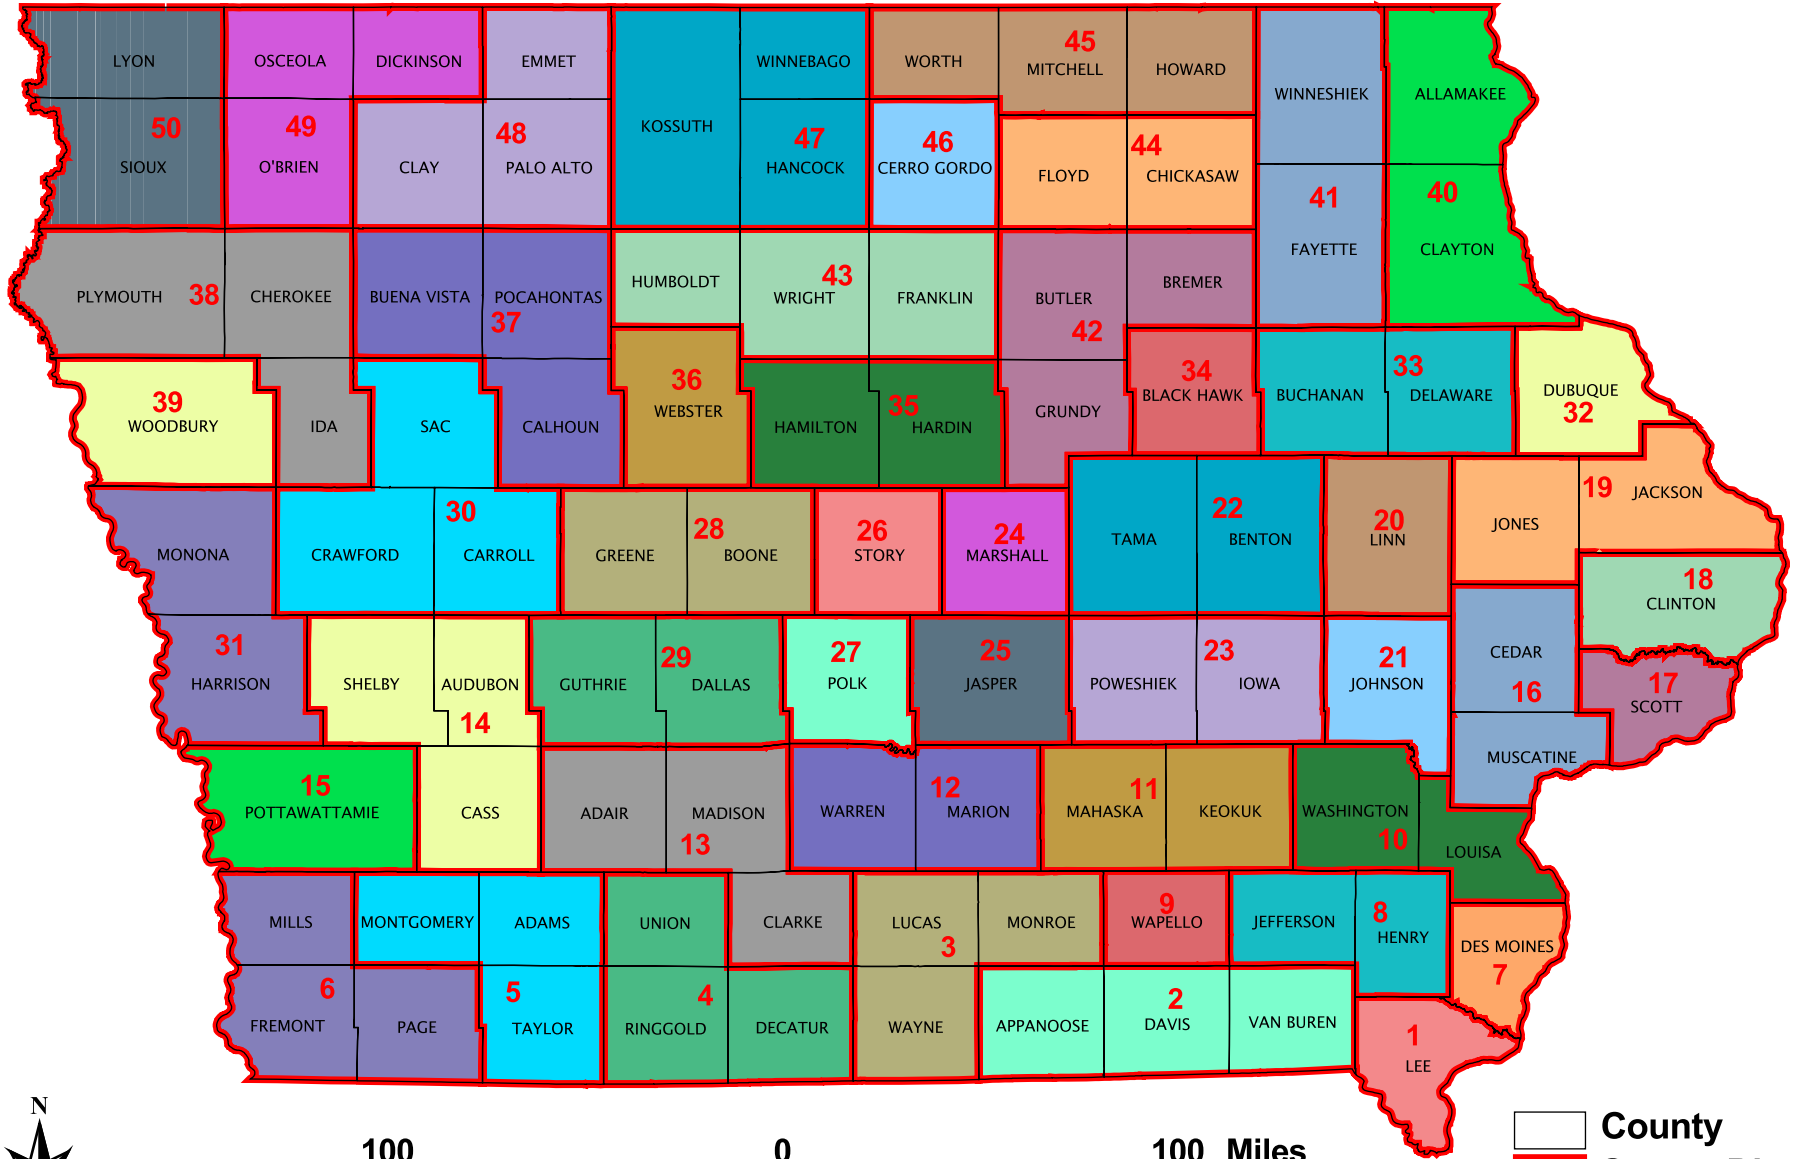 LYON
OSCEOLA
DICKINSON
EMMET
WINNEBAGO
WORTH
45
MITCHELL
HOWARD
WINNESHIEK
ALLAMAKEE
50
SIOUX
49
O'BRIEN
CLAY
48
PALO ALTO
KOSSUTH
47
HANCOCK
46
CERRO GORDO
FLOYD
44
CHICKASAW
41
FAYETTE
40
CLAYTON
PLYMOUTH
38
CHEROKEE
BUENA VISTA
POCAHONTAS
37
HUMBOLDT
43
WRIGHT
FRANKLIN
BUTLER
BREMER
42
39
WOODBURY
IDA
SAC
CALHOUN
36
WEBSTER
HAMILTON
35
HARDIN
GRUNDY
34
BLACK HAWK
BUCHANAN
33
DELAWARE
DUBUQUE
32
MONONA
30
CRAWFORD
CARROLL
GREENE
28
BOONE
26
STORY
24
MARSHALL
TAMA
22
BENTON
20
LINN
JONES
19
JACKSON
18
CLINTON
31
HARRISON
SHELBY
AUDUBON
14
GUTHRIE
29
DALLAS
27
POLK
25
JASPER
POWESHIEK
23
IOWA
21
JOHNSON
CEDAR
16
17
SCOTT
MUSCATINE
15
POTTAWATTAMIE
CASS
ADAIR
MADISON
13
WARREN
12
MARION
MAHASKA
11
KEOKUK
WASHINGTON
10
LOUISA
MILLS
MONTGOMERY
ADAMS
UNION
CLARKE
LUCAS
3
MONROE
9
WAPELLO
JEFFERSON
8
HENRY
DES MOINES
7
6
FREMONT
PAGE
5
TAYLOR
4
RINGGOLD
DECATUR
WAYNE
APPANOOSE
2
DAVIS
VAN BUREN
1
LEE
N
100 0 100 Miles
County